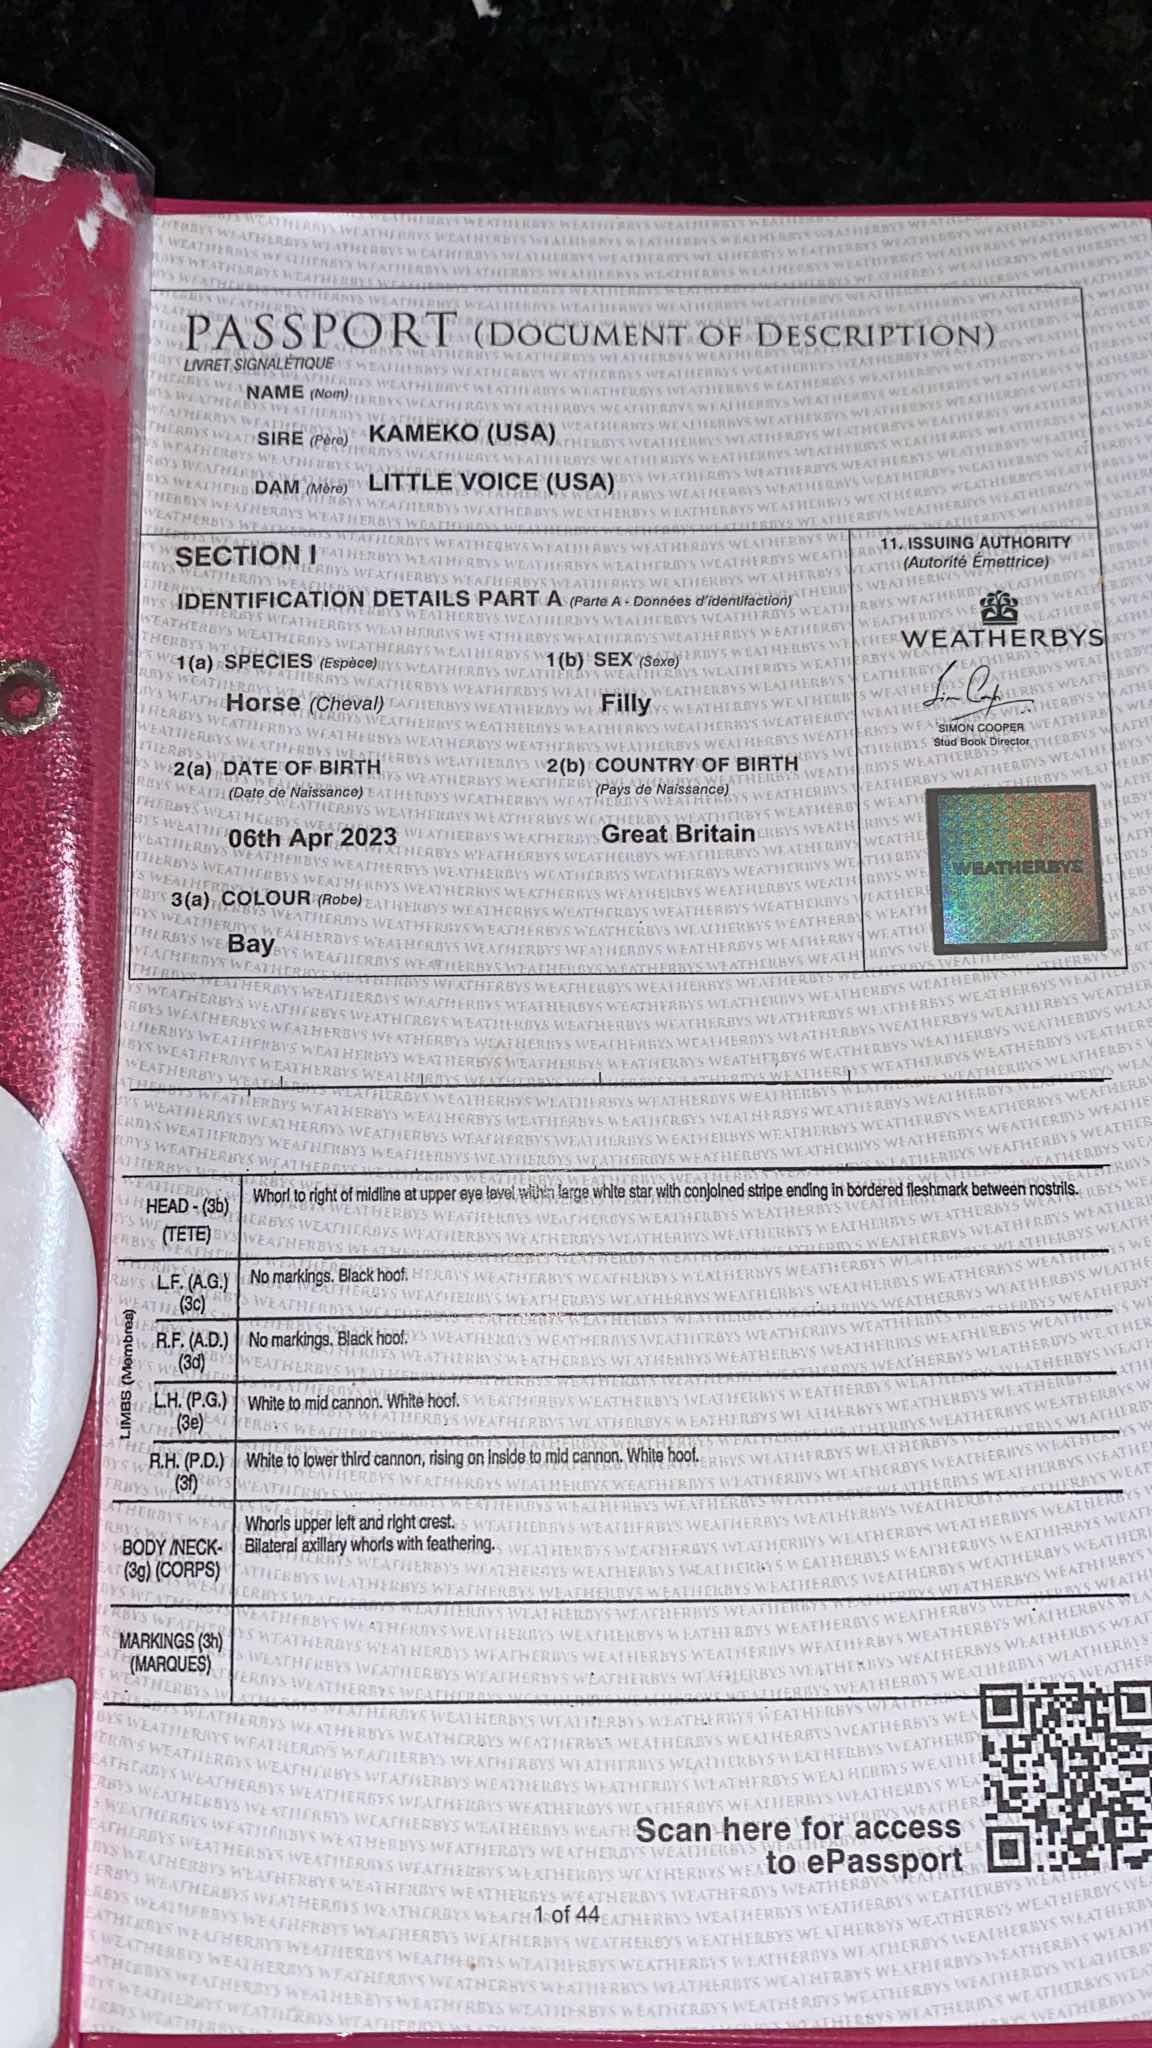 PASSPORT (DOCUMENT OF DESCRIPTION)
LIVRET SIGNALÉTIQUE
NAME (Nom)
SIRE (Père) KAMEKO (USA)
DAM (Mère) LITTLE VOICE (USA)
SECTION I
IDENTIFICATION DETAILS PART A (Parte A - Données d'identifaction)
1(a) SPECIES (Espèce) 1(b) SEX (Sexe)
Horse (Cheval) Filly
2(a) DATE OF BIRTH 2(b) COUNTRY OF BIRTH
(Date de Naissance) (Pays de Naissance)
06th Apr 2023 Great Britain
3(a) COLOUR (Robe)
Bay
11. ISSUING AUTHORITY
(Autorité Émettrice)
WEATHERBYS
SIMON COOPER
Stud Book Director
WEATHERBYS
HEAD - (3b) Whorl to right of midline at upper eye level within large white star with conjoined stripe ending in bordered fleshmark between nostrils.
(TETE)
LIMBS (Membrea)
L.F. (A.G.) No markings. Black hoof.
(3c)
R.F. (A.D.) No markings. Black hoof.
(3d)
L.H. (P.G.) White to mid cannon. White hoof.
(3e)
R.H. (P.D.) White to lower third cannon, rising on inside to mid cannon. White hoof.
(3f)
Whorls upper left and right crest.
BODY /NECK- Bilateral axillary whorls with feathering.
(3g) (CORPS)
MARKINGS (3h)
(MARQUES)
Scan here for access
to ePassport
1 of 44